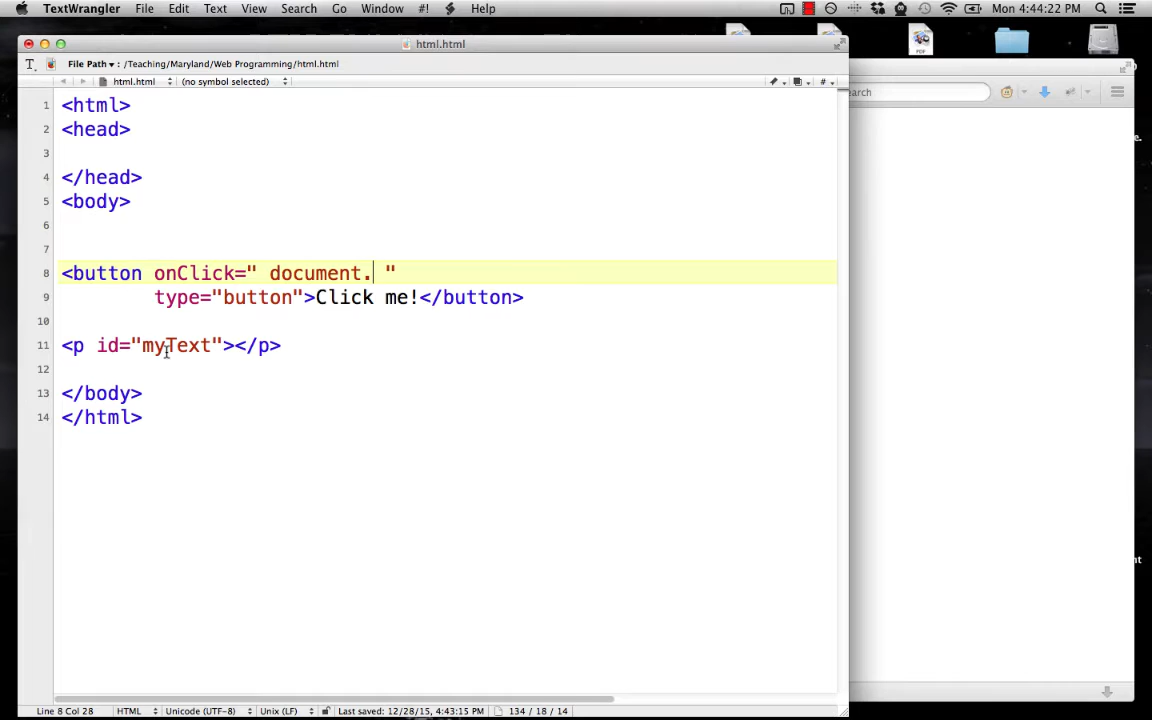 TextWrangler File Edit Text View Search Go Window #! Help Mon 4:44:22 PM
html.html
File Path ▾ : /Teaching/Maryland/Web Programming/html.html
html.html (no symbol selected) #
earch
1 <html>
2 <head>
3
4 </head>
5 <body>
6
7
8 <button onClick=" document. "
9 type="button">Click me!</button>
10
11 <p id="myText"></p>
12
13 </body>
14 </html>
PDF
e.
nt
Line 8 Col 28 HTML Unicode (UTF-8) Unix (LF) Last saved: 12/28/15, 4:43:15 PM 134 / 18 / 14